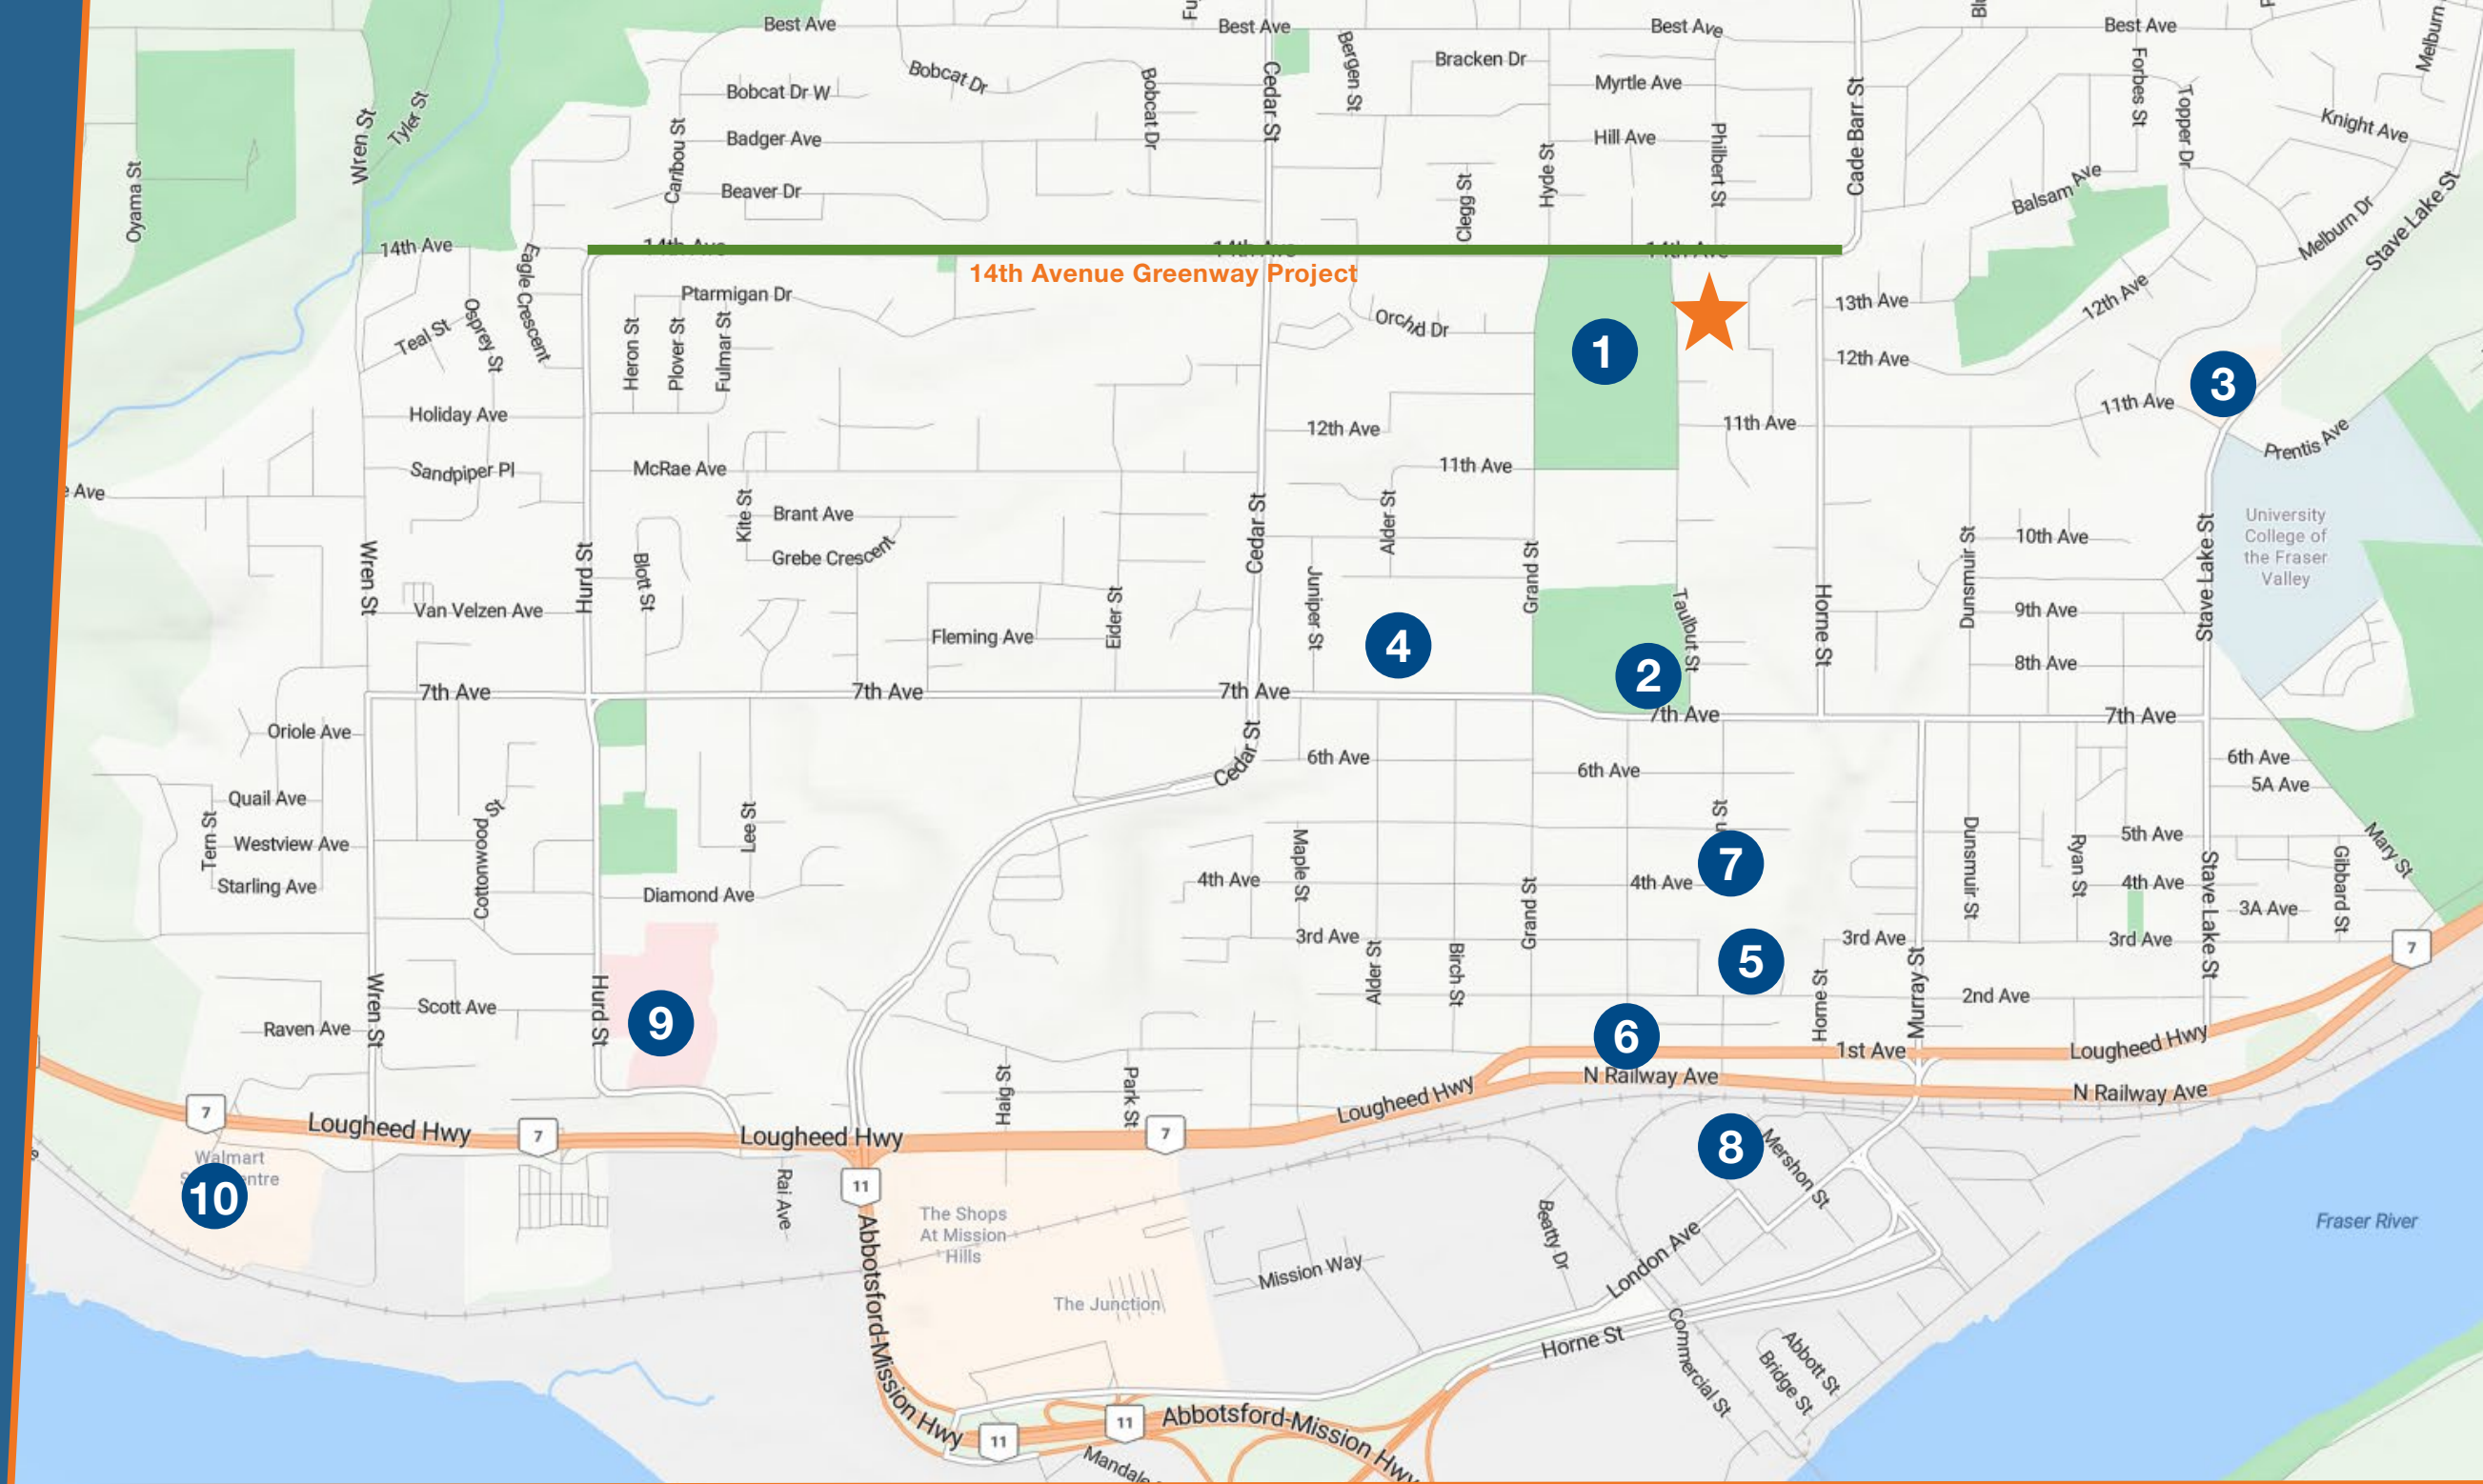 Best Ave
Best Ave
Best Ave
Best Ave
Melburn
Bergen St
Bracken Dr
Bobcat Dr
Bobcat Dr W
Bobcat Dr
Cedar St
Myrtle Ave
Cade Barr St
Forbes St
Topper Dr
Knight Ave
Tyler St
Wren St
Caribou St
Badger Ave
Hill Ave
Philbert St
Oyama St
Beaver Dr
Clegg St
Hyde St
Balsam Ave
Melburn Dr
Stave Lake St
14th Ave
14th Ave
14th Ave
14th Ave
Eagle Crescent
14th Avenue Greenway Project
Ptarmigan Dr
13th Ave
12th Ave
Teal St
Osprey St
Heron St
Plover St
Fulmar St
1
12th Ave
3
Holiday Ave
12th Ave
11th Ave
11th Ave
Sandpiper Pl
McRae Ave
11th Ave
Prentis Ave
e Ave
Kite St
Brant Ave
Cedar St
Alder St
University
College of
the Fraser
Valley
Grebe Crescent
10th Ave
Wren St
Hurd St
Blott St
Juniper St
Grand St
Dunsmuir St
Stave Lake St
Van Velzen Ave
Elder St
Taulbut St
Horne St
9th Ave
Fleming Ave
4
8th Ave
2
7th Ave
7th Ave
7th Ave
7th Ave
7th Ave
Oriole Ave
Cedar St
6th Ave
6th Ave
6th Ave
5A Ave
Quail Ave
Tern St
Westview Ave
Cottonwood St
Lee St
Maple St
7
Dunsmuir St
Ryan St
5th Ave
Mary St
Starling Ave
Diamond Ave
4th Ave
4th Ave
4th Ave
Stave Lake St
Gibbard St
Grand St
3A Ave
3rd Ave
3rd Ave
3rd Ave
7
5
Wren St
Hurd St
Scott Ave
Alder St
Birch St
Horne St
Murray St
2nd Ave
Raven Ave
9
6
1st Ave
Lougheed Hwy
N Railway Ave
N Railway Ave
Haig St
Park St
Lougheed Hwy
7
Lougheed Hwy
7
Lougheed Hwy
7
8
Mershon St
Walmart
10
Rai Ave
11
The Shops
At Mission
Hills
Beatty Dr
London Ave
Fraser River
Mission Way
Abbotsford-Mission Hwy
The Junction
Horne St
Commercial St
Abbott St
Bridge St
11
11
Abbotsford-Mission Hwy